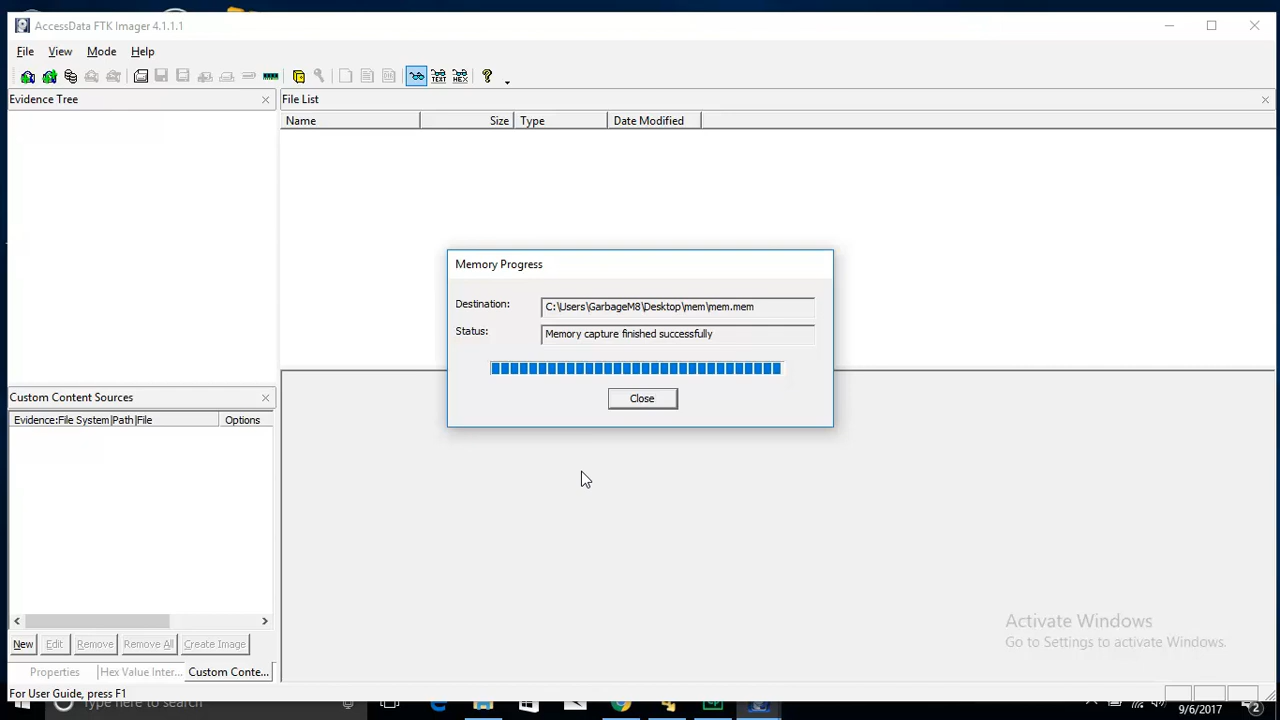 AccessData FTK Imager 4.1.1.1
File View Mode Help
TEXT HEX
Evidence Tree
File List
Name Size Type Date Modified
Memory Progress
Destination: C:\Users\GarbageM8\Desktop\mem\mem.mem
Status: Memory capture finished successfully
Close
Custom Content Sources
Evidence:File System|Path|File Options
New Edit Remove Remove All Create Image
Properties Hex Value Inter... Custom Conte...
For User Guide, press F1
Activate Windows
Go to Settings to activate Windows.
Type here to search
9/6/2017
2